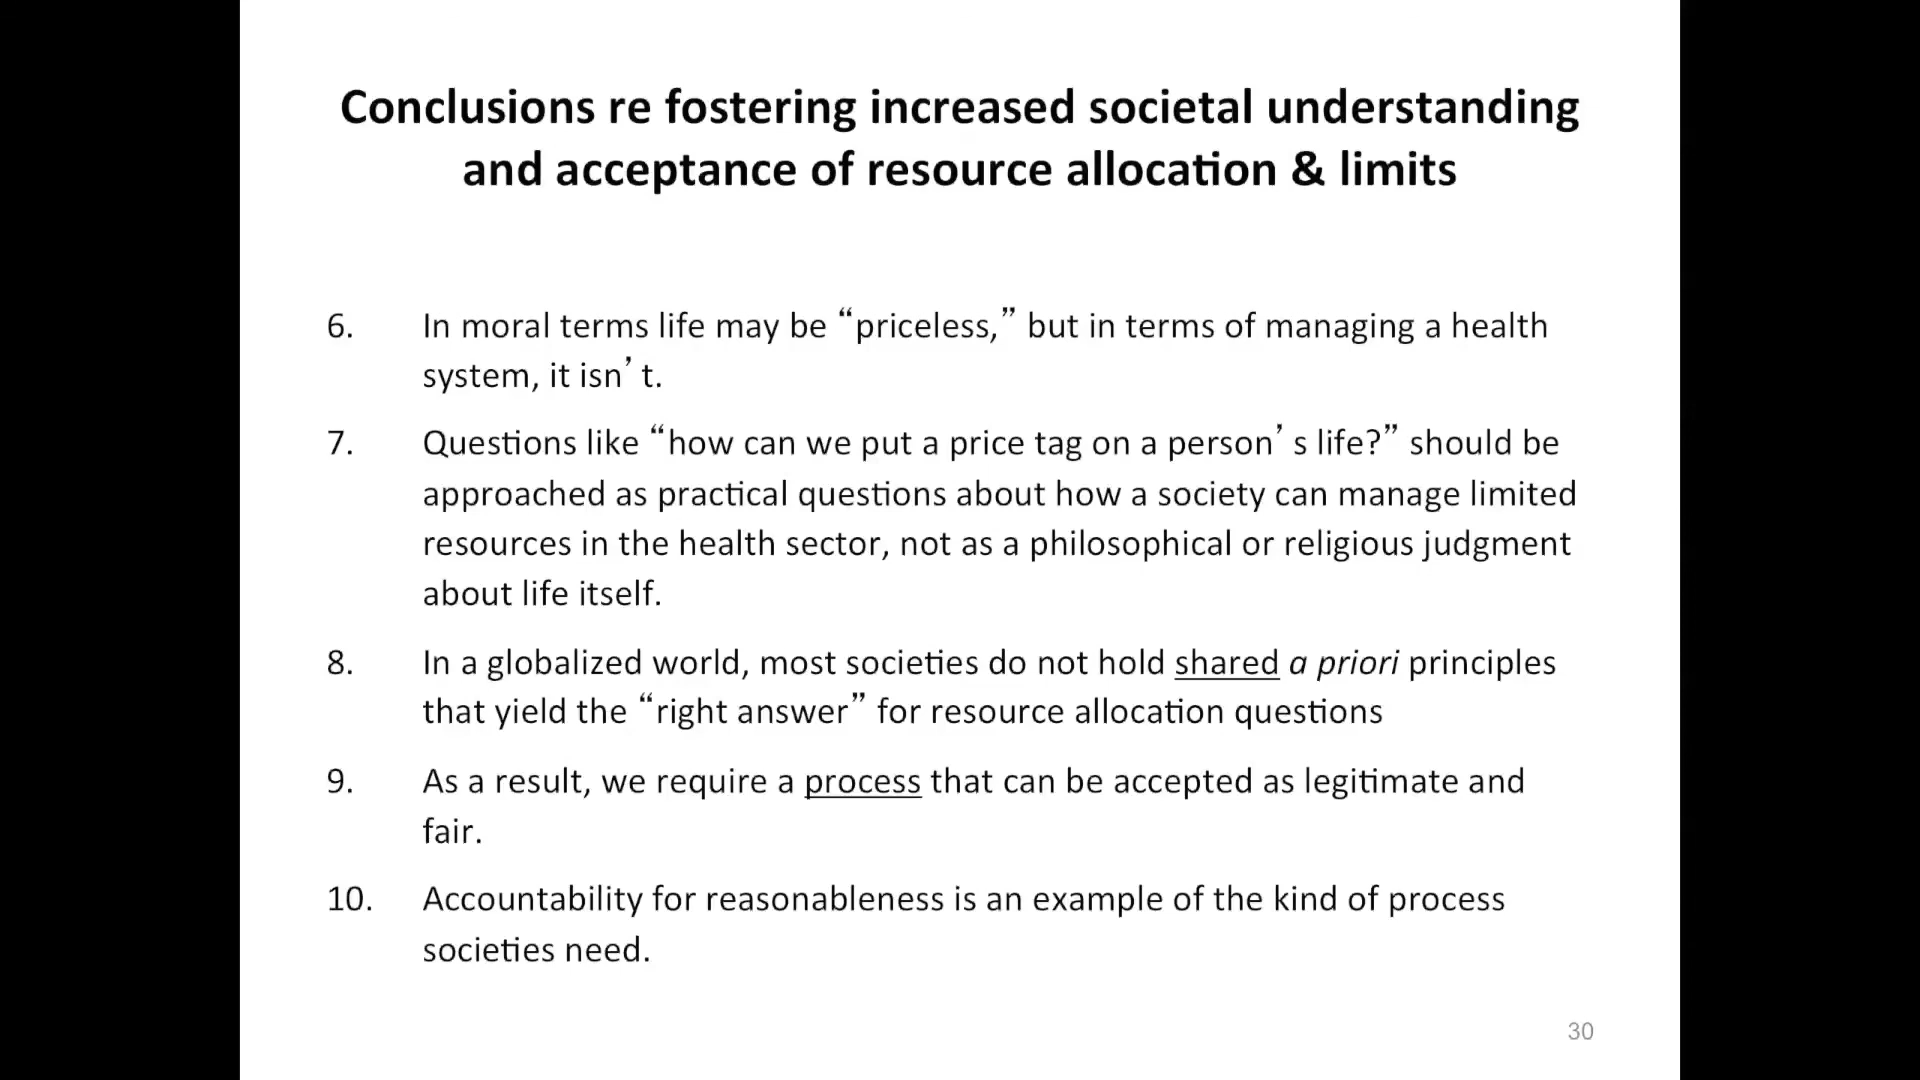 Conclusions re fostering increased societal understanding
and acceptance of resource allocation & limits
6. In moral terms life may be “priceless,” but in terms of managing a health
system, it isn’t.
7. Questions like “how can we put a price tag on a person’s life?” should be
approached as practical questions about how a society can manage limited
resources in the health sector, not as a philosophical or religious judgment
about life itself.
8. In a globalized world, most societies do not hold shared a priori principles
that yield the “right answer” for resource allocation questions
9. As a result, we require a process that can be accepted as legitimate and
fair.
10. Accountability for reasonableness is an example of the kind of process
societies need.
30